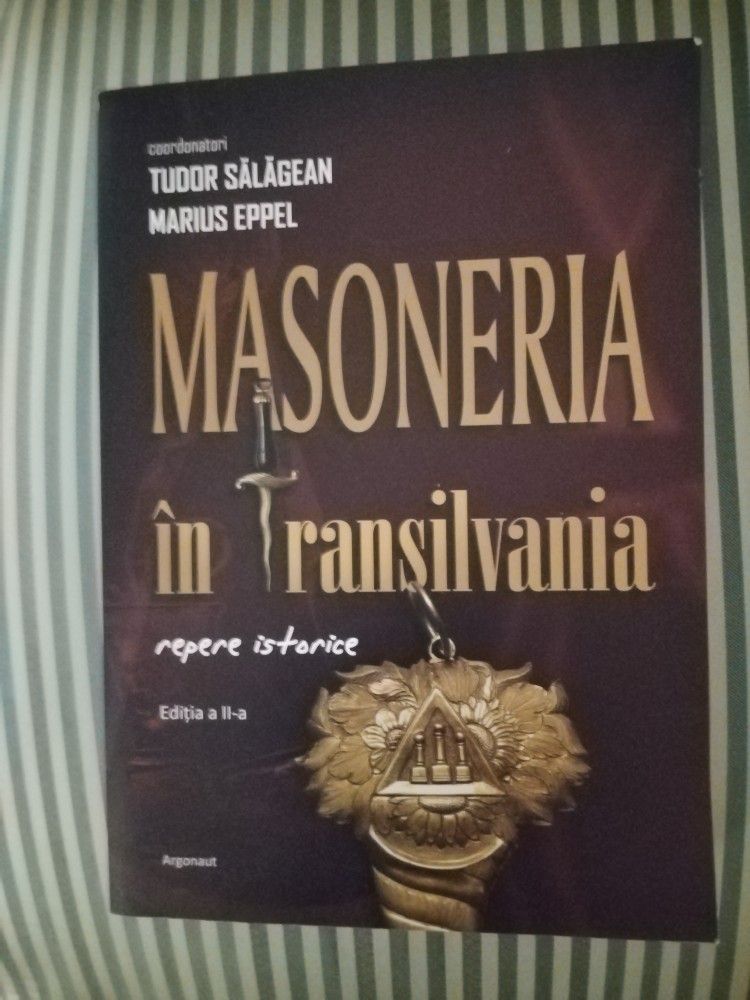 coordonatori
TUDOR SĂLĂGEAN
MARIUS EPPEL
MASONERIA
în Transilvania
repere istorice
Ediția a II-a
Argonaut